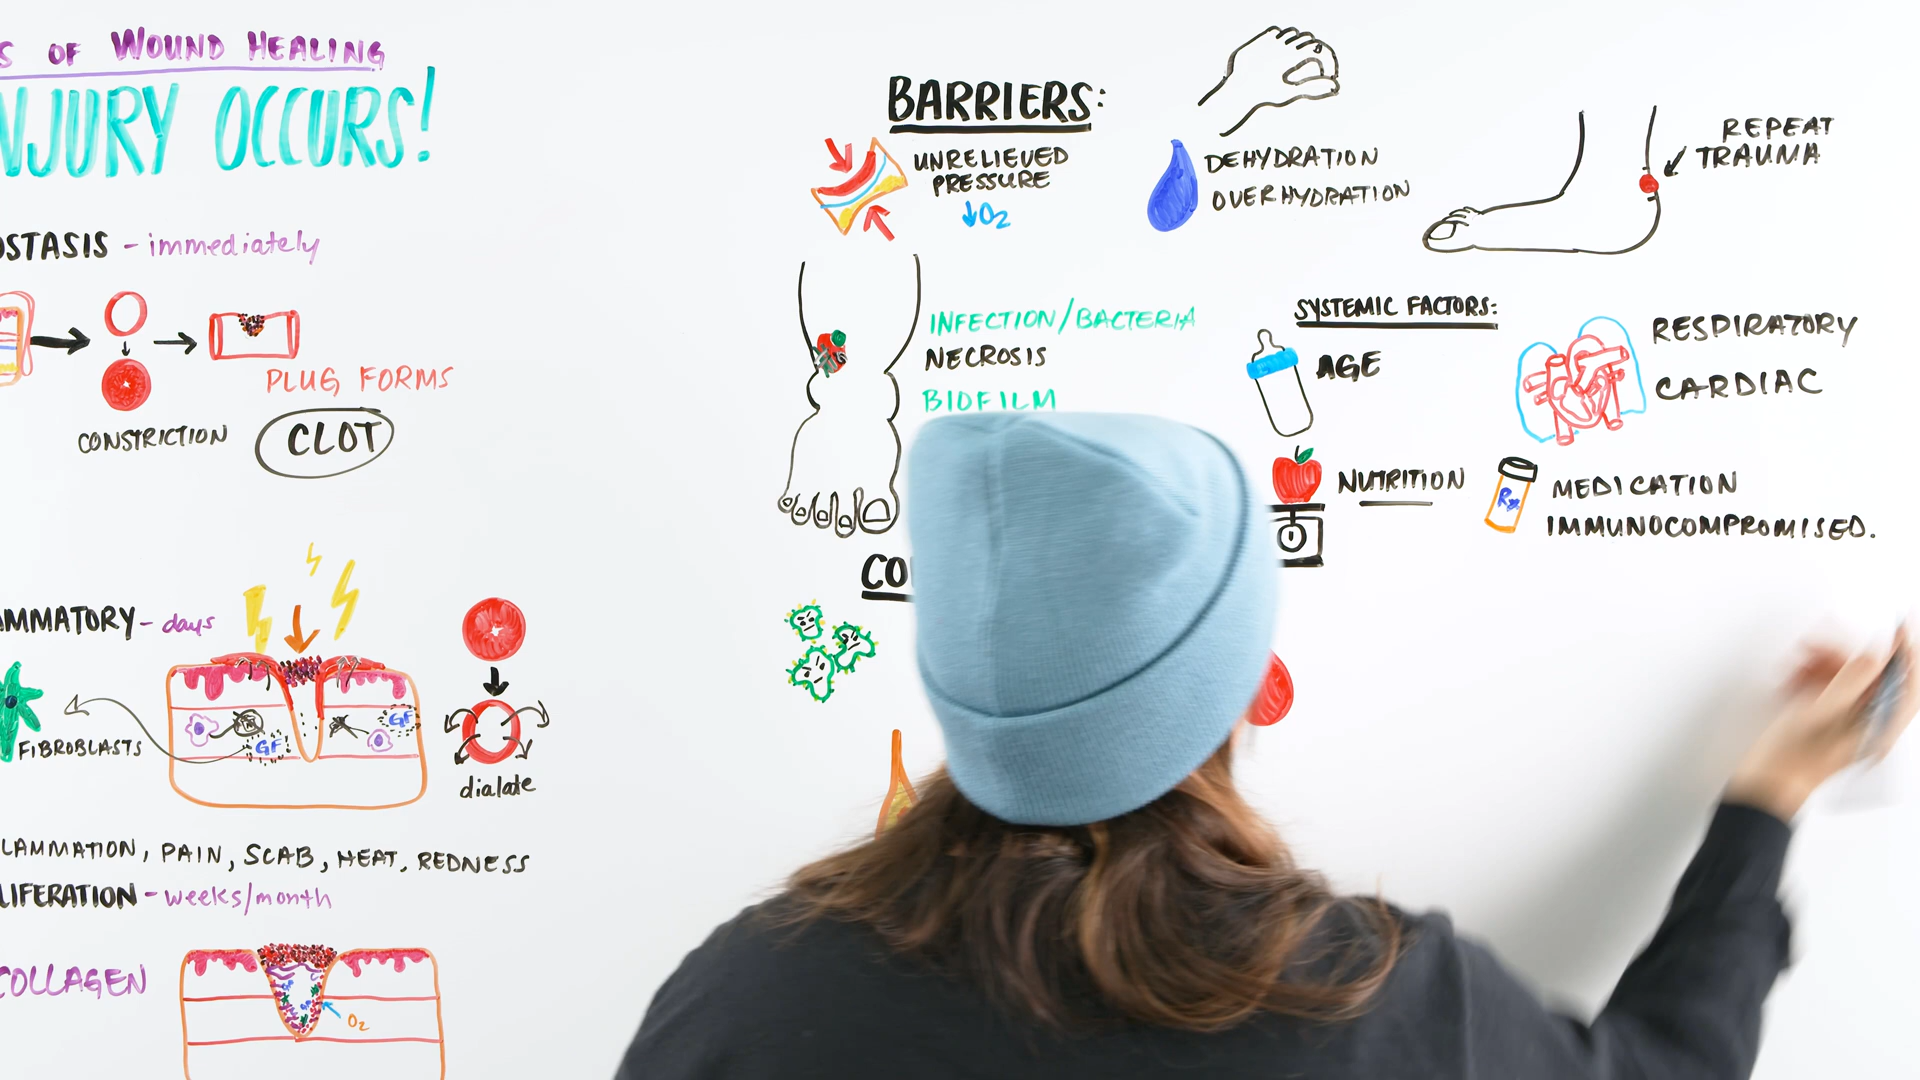 S OF WOUND HEALING
NJURY OCCURS!
OSTASIS - immediately
PLUG FORMS
CONSTRICTION
CLOT
AMMATORY - days
GF
GF
FIBROBLASTS
dialate
LAMMATION, PAIN, SCAB, HEAT, REDNESS
LIFERATION - weeks/month
COLLAGEN
O2
BARRIERS:
UNRELIEVED
PRESSURE
↓O2
DEHYDRATION
OVERHYDRATION
REPEAT
TRAUMA
INFECTION/BACTERIA
NECROSIS
BIOFILM
SYSTEMIC FACTORS:
AGE
RESPIRATORY
CARDIAC
NUTRITION
Rx
MEDICATION
IMMUNOCOMPROMISED.
CO